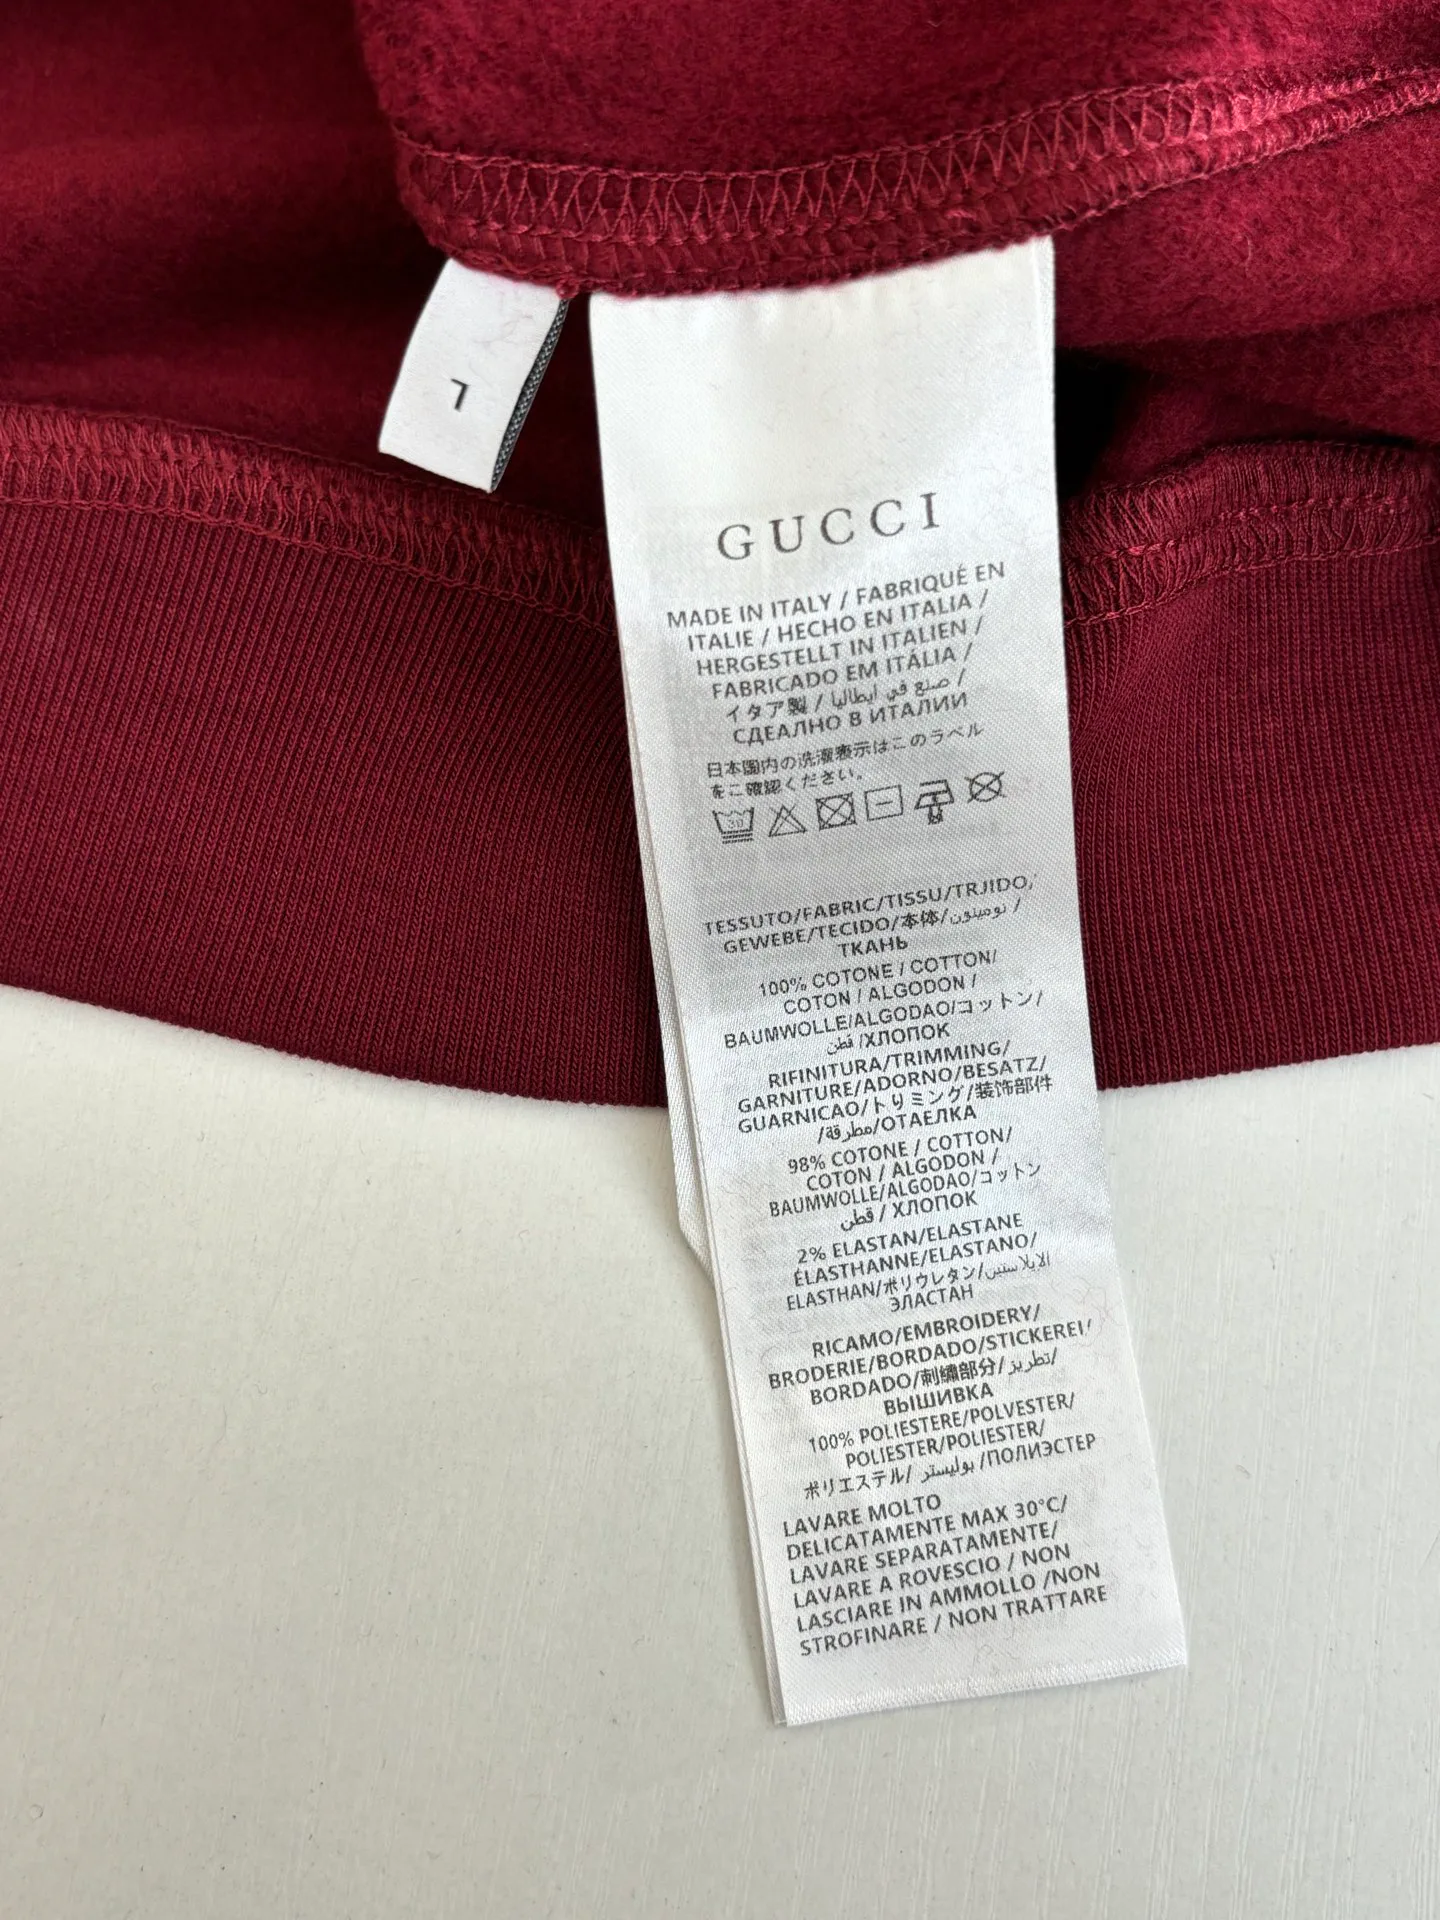 L
GUCCI
MADE IN ITALY / FABRIQUÉ EN
ITALIE / HECHO EN ITALIA /
HERGESTELLT IN ITALIEN /
FABRICADO EM ITÁLIA /
イタア製 / صنع في ايطاليا /
СДЕАЛНО В ИТАЛИИ
日本国内の洗濯表示はこのラベル
をご確認ください。
30
TESSUTO/FABRIC/TISSU/TRJIDO,
GEWEBE/TECIDO/本体/نومينون /
ТКАНЬ
100% COTONE / COTTON/
COTON / ALGODON /
BAUMWOLLE/ALGODAO/コットン/
قطن /ХЛОПОК
RIFINITURA/TRIMMING/
GARNITURE/ADORNO/BESATZ/
GUARNICAO/トリミング/装饰部件
/مطرقة/ОТАЕЛКА
98% COTONE / COTTON/
COTON / ALGODON /
BAUMWOLLE/ALGODAO/コットン
قطن / ХЛОПОК
2% ELASTAN/ELASTANE
ÉLASTHANNE/ELASTANO/
ELASTHAN/ポリウレタン/الايلاستين
ЭЛАСТАН
RICAMO/EMBROIDERY/
BRODERIE/BORDADO/STICKEREI/
BORDADO/刺繍部分/تطريز/
ВЫШИВКА
100% POLIESTERE/POLVESTER/
POLIESTER/POLIESTER/
ポリエステル/ بوليستر /ПОЛИЭСТЕР
LAVARE MOLTO
DELICATAMENTE MAX 30°C/
LAVARE SEPARATAMENTE/
LAVARE A ROVESCIO / NON
LASCIARE IN AMMOLLO /NON
STROFINARE / NON TRATTARE